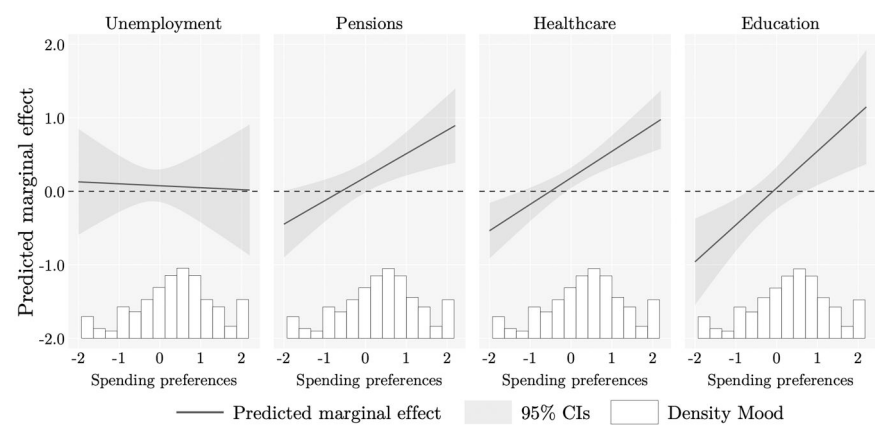 Unemployment Pensions Healthcare Education
Predicted marginal effect
2.0
1.0
0.0
-1.0
-2.0
-2 -1 0 1 2 -2 -1 0 1 2 -2 -1 0 1 2 -2 -1 0 1 2
Spending preferences Spending preferences Spending preferences Spending preferences
Predicted marginal effect 95% CIs Density Mood